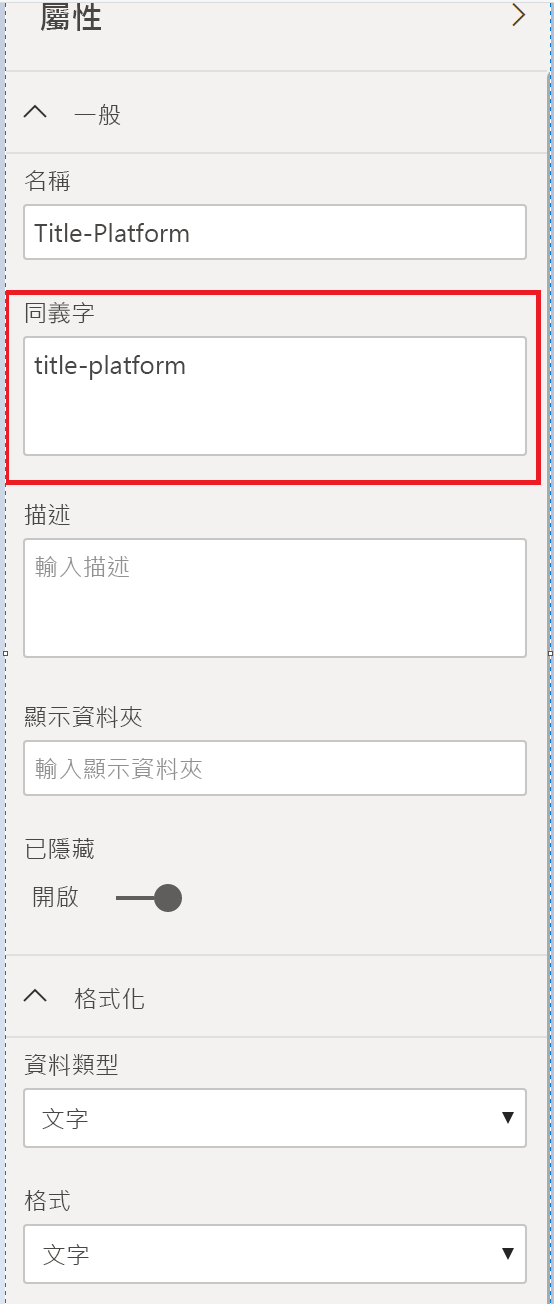 屬性
一般
名稱
Title-Platform
同義字
title-platform
描述
輸入描述
顯示資料夾
輸入顯示資料夾
已隱藏
開啟
格式化
資料類型
文字
格式
文字